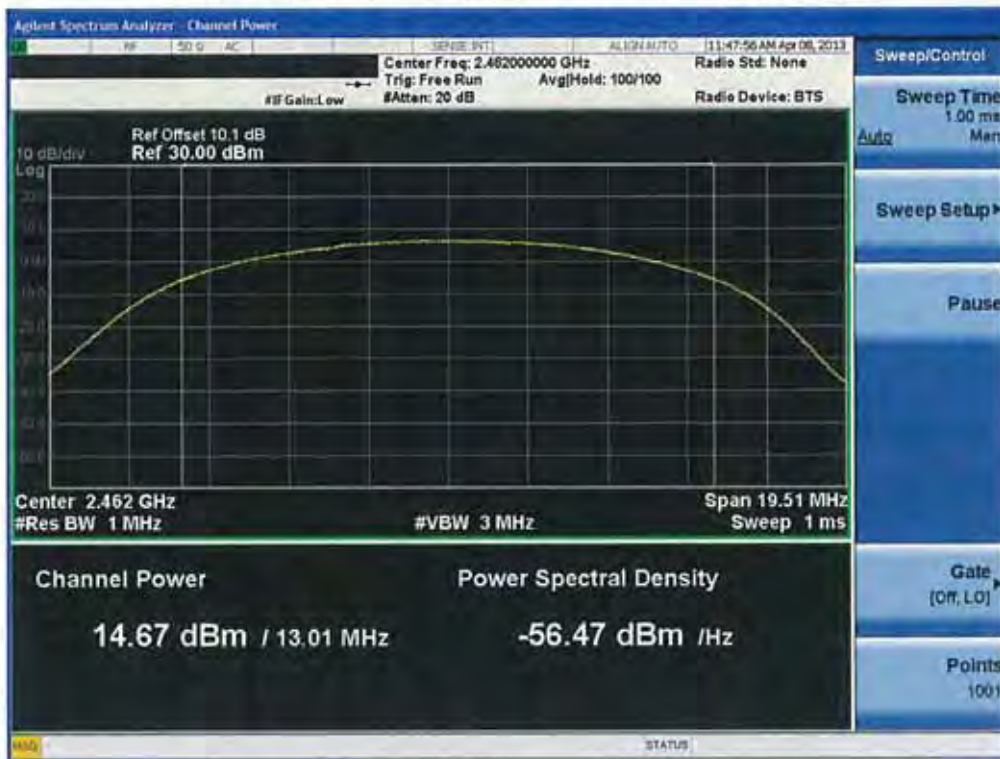 Agilent Spectrum Analyzer - Channel Power
RF 50 Ω AC SENSE:INT ALIGN AUTO 11:47:56 AM Apr 08, 2013
Center Freq: 2.462000000 GHz Radio Std: None
Trig: Free Run Avg|Hold: 100/100
#IFGain:Low #Atten: 20 dB Radio Device: BTS
Ref Offset 10.1 dB
10 dB/div Ref 30.00 dBm
Log
Center 2.462 GHz Span 19.51 MHz
#Res BW 1 MHz #VBW 3 MHz Sweep 1 ms
Channel Power Power Spectral Density
14.67 dBm / 13.01 MHz -56.47 dBm /Hz
MSG STATUS
Sweep/Control
Sweep Time
1.00 ms
Auto Man
Sweep Setup
Pause
Gate
[Off, LO]
Points
1001